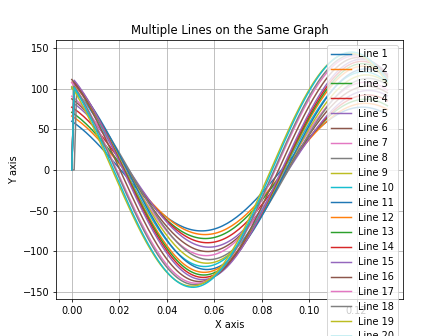 Multiple Lines on the Same Graph
150
100
50
0
−50
−100
−150
Y axis
0.00
0.02
0.04
0.06
0.08
0.10
X axis
Line 1
Line 2
Line 3
Line 4
Line 5
Line 6
Line 7
Line 8
Line 9
Line 10
Line 11
Line 12
Line 13
Line 14
Line 15
Line 16
Line 17
Line 18
Line 19
Line 20